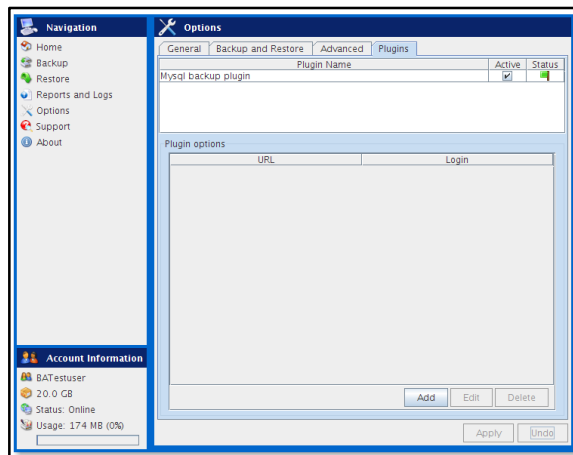 Navigation
Home
Backup
Restore
Reports and Logs
Options
Support
About
Account Information
BATestuser
20.0 GB
Status: Online
Usage: 174 MB (0%)
Options
General Backup and Restore Advanced Plugins
Plugin Name Active Status
Mysql backup plugin
Plugin options
URL Login
Add Edit Delete
Apply Undo